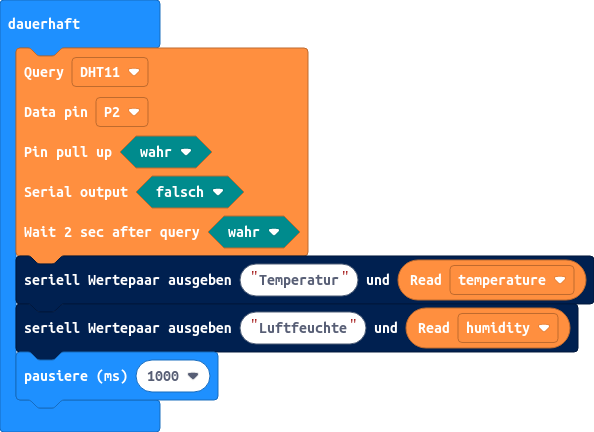 dauerhaft
Query DHT11
Data pin P2
Pin pull up wahr
Serial output falsch
Wait 2 sec after query wahr
seriell Wertepaar ausgeben "Temperatur" und Read temperature
seriell Wertepaar ausgeben "Luftfeuchte" und Read humidity
pausiere (ms) 1000